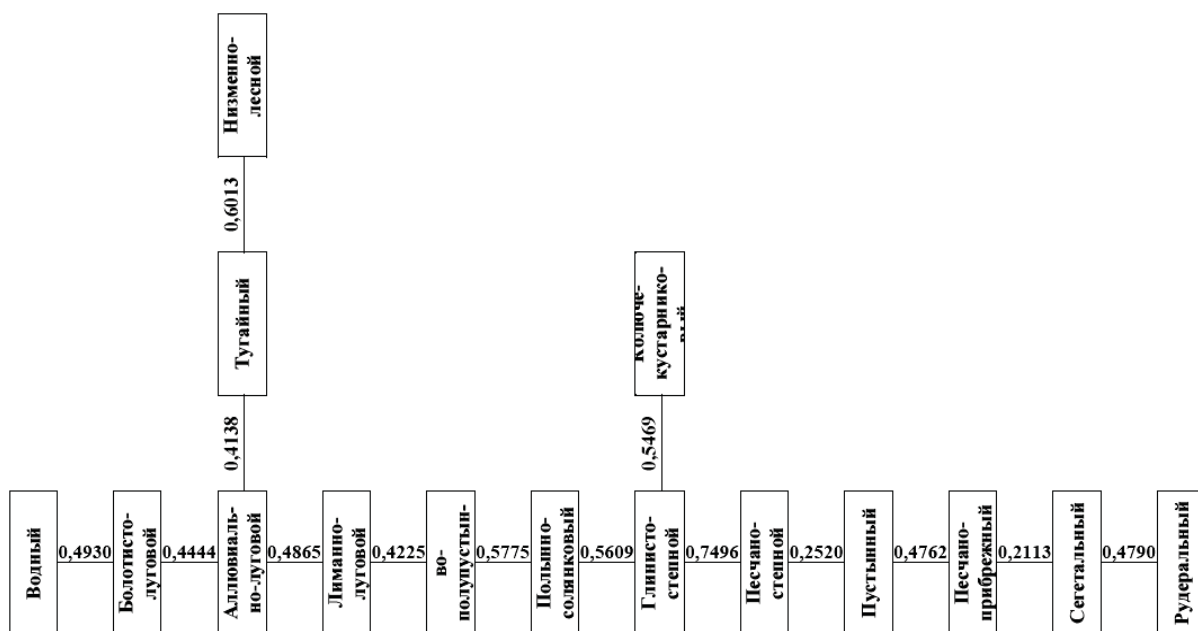 Низменно-
лесной
0,6013
Тугайный
Колюче-
кустарнико-
вый
0,4138
0,5469
Водный
0,4930
Болотисто-
луговой
0,4444
Аллювиаль-
но-луговой
0,4865
Лиманно-
луговой
0,4225
во-
полупустын-
0,5775
Полынно-
солянковый
0,5609
Глинисто-
степной
0,7496
Песчано-
степной
0,2520
Пустынный
0,4762
Песчано-
прибрежный
0,2113
Сегетальный
0,4790
Рудеральный